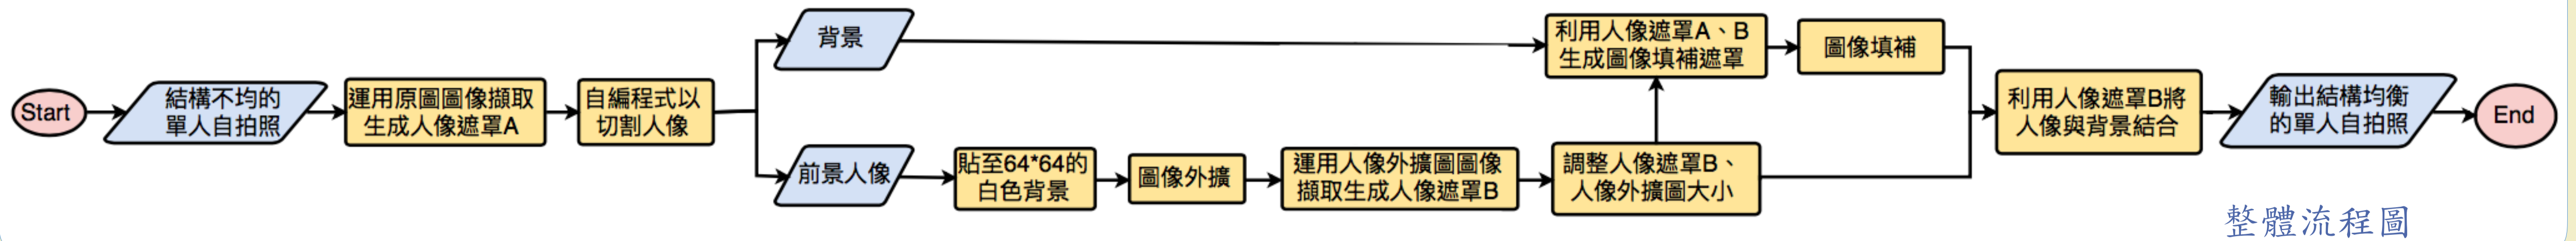 Start
結構不均的
單人自拍照
運用原圖圖像擷取
生成人像遮罩A
自編程式以
切割人像
背景
前景人像
貼至64*64的
白色背景
圖像外擴
運用人像外擴圖圖像
擷取生成人像遮罩B
調整人像遮罩B、
人像外擴圖大小
利用人像遮罩A、B
生成圖像填補遮罩
圖像填補
利用人像遮罩B將
人像與背景結合
輸出結構均衡
的單人自拍照
End
整體流程圖